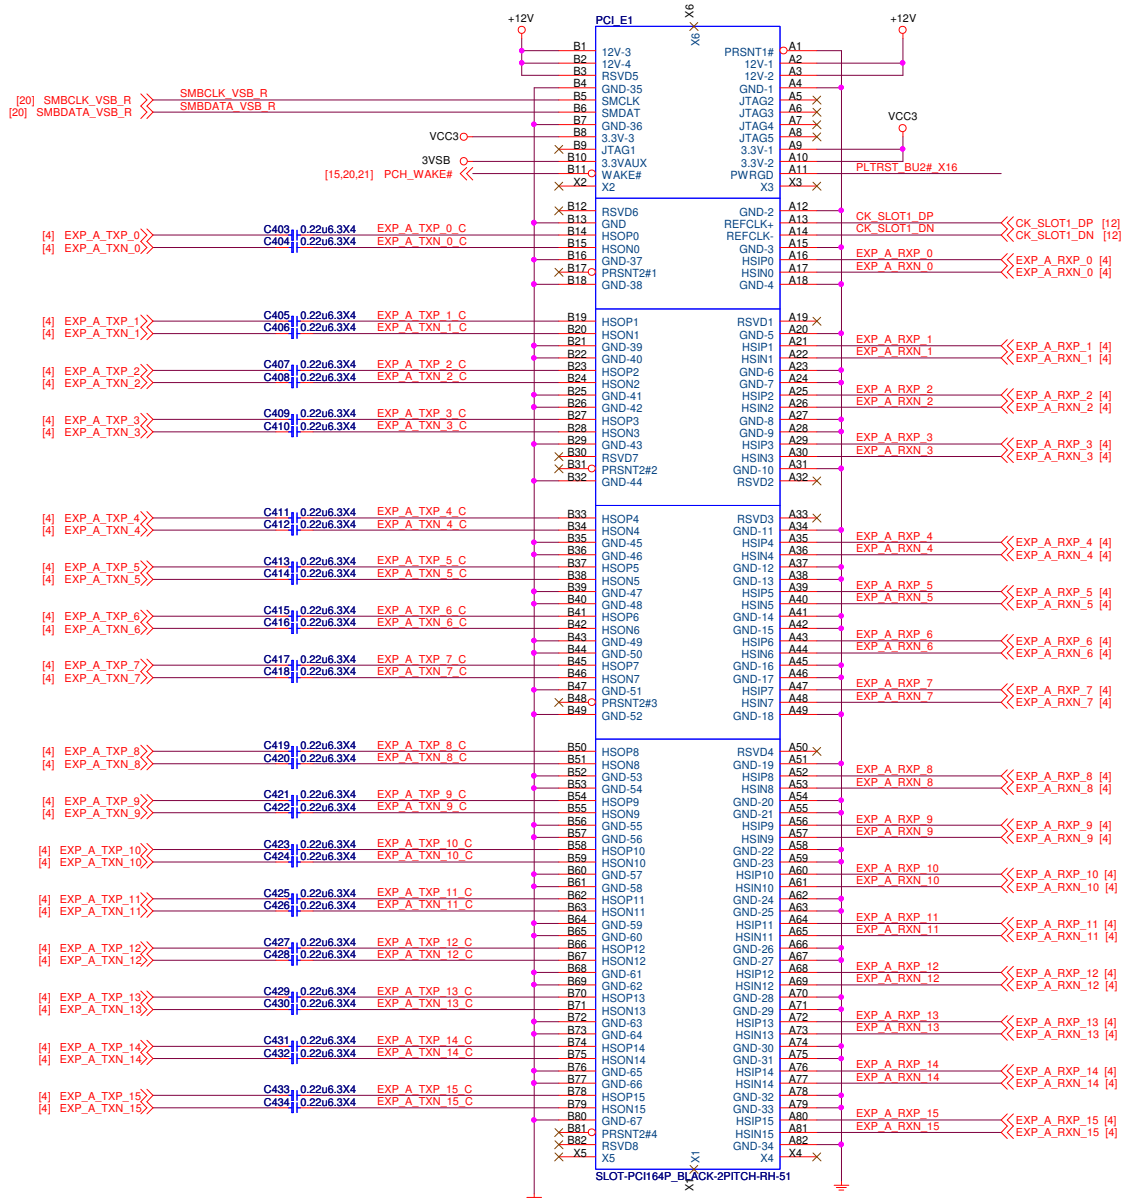 X6
+12V PCI_E1 +12V
X6
B1 12V-3 PRSNT1# A1
B2 12V-4 12V-1 A2
B3 RSVD5 12V-2 A3
B4 GND-35 GND-1 A4
[20] SMBCLK_VSB_R SMBCLK_VSB_R B5 SMCLK JTAG2 A5
[20] SMBDATA_VSB_R SMBDATA_VSB_R B6 SMDAT JTAG3 A6
B7 GND-36 JTAG4 A7 VCC3
VCC3 B8 3.3V-3 JTAG5 A8
B9 JTAG1 3.3V-1 A9
3VSB B10 3.3VAUX 3.3V-2 A10
[15,20,21] PCH_WAKE# B11 WAKE# PWRGD A11 PLTRST_BU2#_X16
X2 X2 X3 X3
B12 RSVD6 GND-2 A12
B13 GND REFCLK+ A13 CK_SLOT1_DP CK_SLOT1_DP [12]
[4] EXP_A_TXP_0 C403 0.22u6.3X4 EXP_A_TXP_0_C B14 HSOP0 REFCLK- A14 CK_SLOT1_DN CK_SLOT1_DN [12]
[4] EXP_A_TXN_0 C404 0.22u6.3X4 EXP_A_TXN_0_C B15 HSON0 GND-3 A15
B16 GND-37 HSIP0 A16 EXP_A_RXP_0 EXP_A_RXP_0 [4]
B17 PRSNT2#1 HSIN0 A17 EXP_A_RXN_0 EXP_A_RXN_0 [4]
B18 GND-38 GND-4 A18
[4] EXP_A_TXP_1 C405 0.22u6.3X4 EXP_A_TXP_1_C B19 HSOP1 RSVD1 A19
[4] EXP_A_TXN_1 C406 0.22u6.3X4 EXP_A_TXN_1_C B20 HSON1 GND-5 A20
B21 GND-39 HSIP1 A21 EXP_A_RXP_1 EXP_A_RXP_1 [4]
B22 GND-40 HSIN1 A22 EXP_A_RXN_1 EXP_A_RXN_1 [4]
[4] EXP_A_TXP_2 C407 0.22u6.3X4 EXP_A_TXP_2_C B23 HSOP2 GND-6 A23
[4] EXP_A_TXN_2 C408 0.22u6.3X4 EXP_A_TXN_2_C B24 HSON2 GND-7 A24
B25 GND-41 HSIP2 A25 EXP_A_RXP_2 EXP_A_RXP_2 [4]
B26 GND-42 HSIN2 A26 EXP_A_RXN_2 EXP_A_RXN_2 [4]
[4] EXP_A_TXP_3 C409 0.22u6.3X4 EXP_A_TXP_3_C B27 HSOP3 GND-8 A27
[4] EXP_A_TXN_3 C410 0.22u6.3X4 EXP_A_TXN_3_C B28 HSON3 GND-9 A28
B29 GND-43 HSIP3 A29 EXP_A_RXP_3 EXP_A_RXP_3 [4]
B30 RSVD7 HSIN3 A30 EXP_A_RXN_3 EXP_A_RXN_3 [4]
B31 PRSNT2#2 GND-10 A31
B32 GND-44 RSVD2 A32
[4] EXP_A_TXP_4 C411 0.22u6.3X4 EXP_A_TXP_4_C B33 HSOP4 RSVD3 A33
[4] EXP_A_TXN_4 C412 0.22u6.3X4 EXP_A_TXN_4_C B34 HSON4 GND-11 A34
B35 GND-45 HSIP4 A35 EXP_A_RXP_4 EXP_A_RXP_4 [4]
B36 GND-46 HSIN4 A36 EXP_A_RXN_4 EXP_A_RXN_4 [4]
[4] EXP_A_TXP_5 C413 0.22u6.3X4 EXP_A_TXP_5_C B37 HSOP5 GND-12 A37
[4] EXP_A_TXN_5 C414 0.22u6.3X4 EXP_A_TXN_5_C B38 HSON5 GND-13 A38
B39 GND-47 HSIP5 A39 EXP_A_RXP_5 EXP_A_RXP_5 [4]
B40 GND-48 HSIN5 A40 EXP_A_RXN_5 EXP_A_RXN_5 [4]
[4] EXP_A_TXP_6 C415 0.22u6.3X4 EXP_A_TXP_6_C B41 HSOP6 GND-14 A41
[4] EXP_A_TXN_6 C416 0.22u6.3X4 EXP_A_TXN_6_C B42 HSON6 GND-15 A42
B43 GND-49 HSIP6 A43 EXP_A_RXP_6 EXP_A_RXP_6 [4]
B44 GND-50 HSIN6 A44 EXP_A_RXN_6 EXP_A_RXN_6 [4]
[4] EXP_A_TXP_7 C417 0.22u6.3X4 EXP_A_TXP_7_C B45 HSOP7 GND-16 A45
[4] EXP_A_TXN_7 C418 0.22u6.3X4 EXP_A_TXN_7_C B46 HSON7 GND-17 A46
B47 GND-51 HSIP7 A47 EXP_A_RXP_7 EXP_A_RXP_7 [4]
B48 PRSNT2#3 HSIN7 A48 EXP_A_RXN_7 EXP_A_RXN_7 [4]
B49 GND-52 GND-18 A49
[4] EXP_A_TXP_8 C419 0.22u6.3X4 EXP_A_TXP_8_C B50 HSOP8 RSVD4 A50
[4] EXP_A_TXN_8 C420 0.22u6.3X4 EXP_A_TXN_8_C B51 HSON8 GND-19 A51
B52 GND-53 HSIP8 A52 EXP_A_RXP_8 EXP_A_RXP_8 [4]
B53 GND-54 HSIN8 A53 EXP_A_RXN_8 EXP_A_RXN_8 [4]
[4] EXP_A_TXP_9 C421 0.22u6.3X4 EXP_A_TXP_9_C B54 HSOP9 GND-20 A54
[4] EXP_A_TXN_9 C422 0.22u6.3X4 EXP_A_TXN_9_C B55 HSON9 GND-21 A55
B56 GND-55 HSIP9 A56 EXP_A_RXP_9 EXP_A_RXP_9 [4]
B57 GND-56 HSIN9 A57 EXP_A_RXN_9 EXP_A_RXN_9 [4]
[4] EXP_A_TXP_10 C423 0.22u6.3X4 EXP_A_TXP_10_C B58 HSOP10 GND-22 A58
[4] EXP_A_TXN_10 C424 0.22u6.3X4 EXP_A_TXN_10_C B59 HSON10 GND-23 A59
B60 GND-57 HSIP10 A60 EXP_A_RXP_10 EXP_A_RXP_10 [4]
B61 GND-58 HSIN10 A61 EXP_A_RXN_10 EXP_A_RXN_10 [4]
[4] EXP_A_TXP_11 C425 0.22u6.3X4 EXP_A_TXP_11_C B62 HSOP11 GND-24 A62
[4] EXP_A_TXN_11 C426 0.22u6.3X4 EXP_A_TXN_11_C B63 HSON11 GND-25 A63
B64 GND-59 HSIP11 A64 EXP_A_RXP_11 EXP_A_RXP_11 [4]
B65 GND-60 HSIN11 A65 EXP_A_RXN_11 EXP_A_RXN_11 [4]
[4] EXP_A_TXP_12 C427 0.22u6.3X4 EXP_A_TXP_12_C B66 HSOP12 GND-26 A66
[4] EXP_A_TXN_12 C428 0.22u6.3X4 EXP_A_TXN_12_C B67 HSON12 GND-27 A67
B68 GND-61 HSIP12 A68 EXP_A_RXP_12 EXP_A_RXP_12 [4]
B69 GND-62 HSIN12 A69 EXP_A_RXN_12 EXP_A_RXN_12 [4]
[4] EXP_A_TXP_13 C429 0.22u6.3X4 EXP_A_TXP_13_C B70 HSOP13 GND-28 A70
[4] EXP_A_TXN_13 C430 0.22u6.3X4 EXP_A_TXN_13_C B71 HSON13 GND-29 A71
B72 GND-63 HSIP13 A72 EXP_A_RXP_13 EXP_A_RXP_13 [4]
B73 GND-64 HSIN13 A73 EXP_A_RXN_13 EXP_A_RXN_13 [4]
[4] EXP_A_TXP_14 C431 0.22u6.3X4 EXP_A_TXP_14_C B74 HSOP14 GND-30 A74
[4] EXP_A_TXN_14 C432 0.22u6.3X4 EXP_A_TXN_14_C B75 HSON14 GND-31 A75
B76 GND-65 HSIP14 A76 EXP_A_RXP_14 EXP_A_RXP_14 [4]
B77 GND-66 HSIN14 A77 EXP_A_RXN_14 EXP_A_RXN_14 [4]
[4] EXP_A_TXP_15 C433 0.22u6.3X4 EXP_A_TXP_15_C B78 HSOP15 GND-32 A78
[4] EXP_A_TXN_15 C434 0.22u6.3X4 EXP_A_TXN_15_C B79 HSON15 GND-33 A79
B80 GND-67 HSIP15 A80 EXP_A_RXP_15 EXP_A_RXP_15 [4]
B81 PRSNT2#4 HSIN15 A81 EXP_A_RXN_15 EXP_A_RXN_15 [4]
B82 RSVD8 GND-34 A82
X5 X5 X1 X4 X4
SLOT-PCI164P_BLACK-2PITCH-RH-51
X1